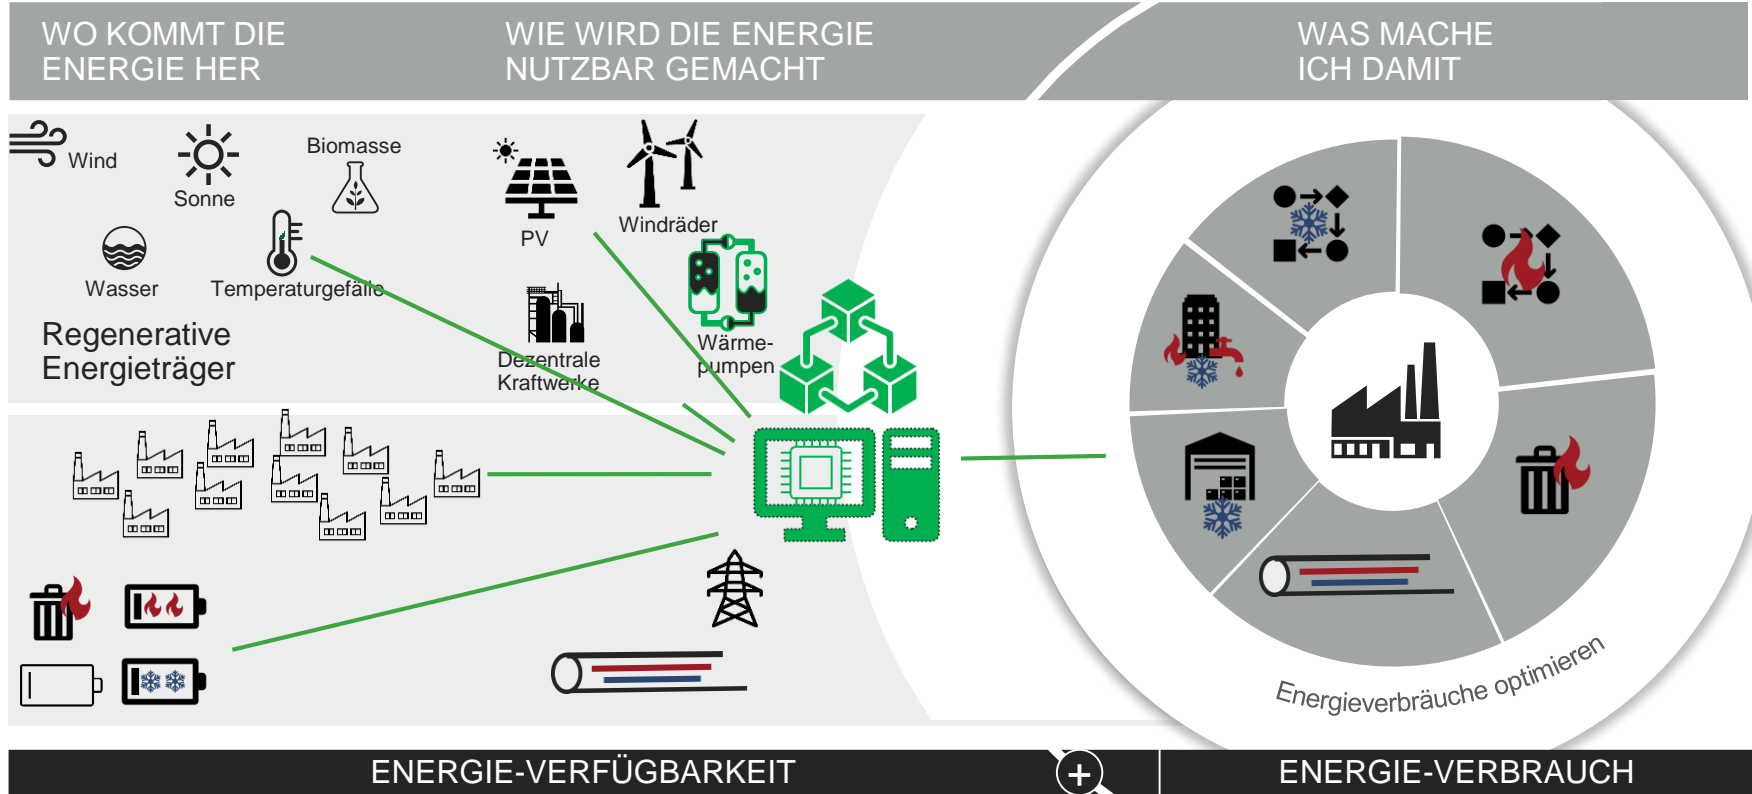 WO KOMMT DIE
ENERGIE HER
WIE WIRD DIE ENERGIE
NUTZBAR GEMACHT
WAS MACHE
ICH DAMIT
Wind
Sonne
Biomasse
Wasser
Temperaturgefälle
Regenerative
Energieträger
PV
Windräder
Dezentrale
Kraftwerke
Wärme-
pumpen
Energieverbräuche optimieren
ENERGIE-VERFÜGBARKEIT
ENERGIE-VERBRAUCH